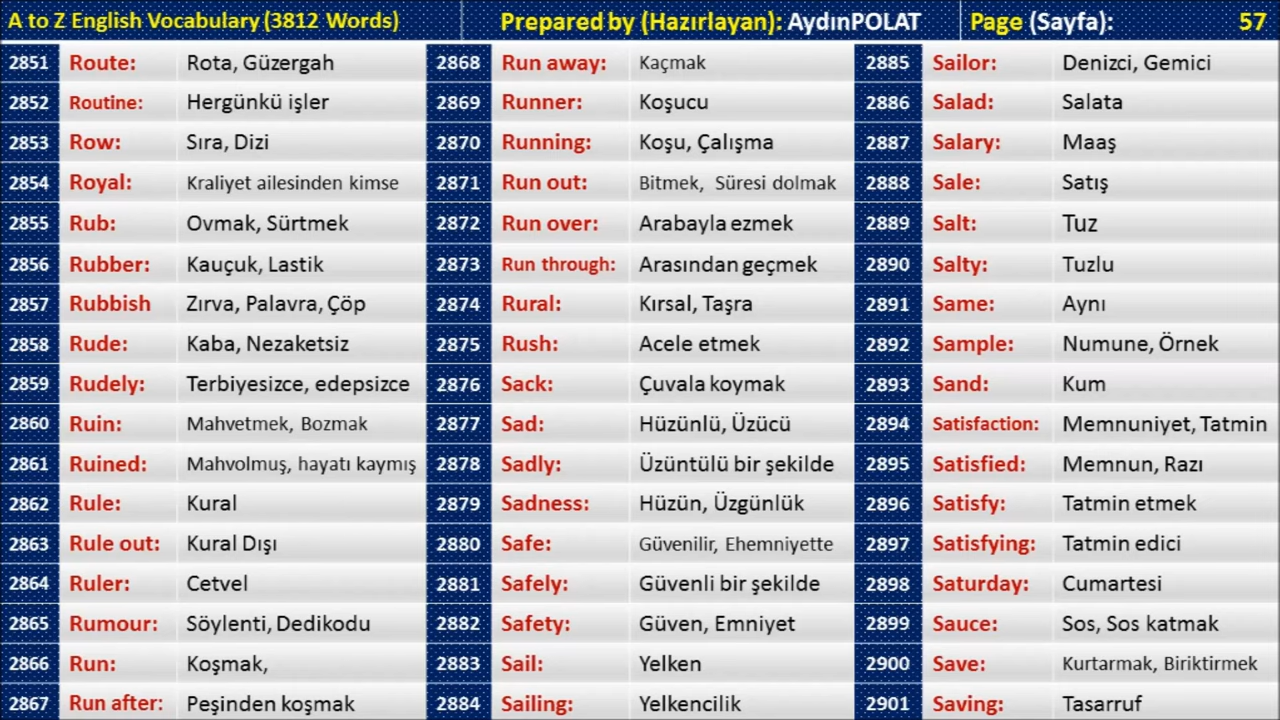 A to Z English Vocabulary (3812 Words) Prepared by (Hazırlayan): AydınPOLAT Page (Sayfa): 57
2851 Route: Rota, Güzergah
2852 Routine: Hergünkü işler
2853 Row: Sıra, Dizi
2854 Royal: Kraliyet ailesinden kimse
2855 Rub: Ovmak, Sürtmek
2856 Rubber: Kauçuk, Lastik
2857 Rubbish Zırva, Palavra, Çöp
2858 Rude: Kaba, Nezaketsiz
2859 Rudely: Terbiyesizce, edepsizce
2860 Ruin: Mahvetmek, Bozmak
2861 Ruined: Mahvolmuş, hayatı kaymış
2862 Rule: Kural
2863 Rule out: Kural Dışı
2864 Ruler: Cetvel
2865 Rumour: Söylenti, Dedikodu
2866 Run: Koşmak,
2867 Run after: Peşinden koşmak
2868 Run away: Kaçmak
2869 Runner: Koşucu
2870 Running: Koşu, Çalışma
2871 Run out: Bitmek, Süresi dolmak
2872 Run over: Arabayla ezmek
2873 Run through: Arasından geçmek
2874 Rural: Kırsal, Taşra
2875 Rush: Acele etmek
2876 Sack: Çuvala koymak
2877 Sad: Hüzünlü, Üzücü
2878 Sadly: Üzüntülü bir şekilde
2879 Sadness: Hüzün, Üzgünlük
2880 Safe: Güvenilir, Ehemniyette
2881 Safely: Güvenli bir şekilde
2882 Safety: Güven, Emniyet
2883 Sail: Yelken
2884 Sailing: Yelkencilik
2885 Sailor: Denizci, Gemici
2886 Salad: Salata
2887 Salary: Maaş
2888 Sale: Satış
2889 Salt: Tuz
2890 Salty: Tuzlu
2891 Same: Aynı
2892 Sample: Numune, Örnek
2893 Sand: Kum
2894 Satisfaction: Memnuniyet, Tatmin
2895 Satisfied: Memnun, Razı
2896 Satisfy: Tatmin etmek
2897 Satisfying: Tatmin edici
2898 Saturday: Cumartesi
2899 Sauce: Sos, Sos katmak
2900 Save: Kurtarmak, Biriktirmek
2901 Saving: Tasarruf